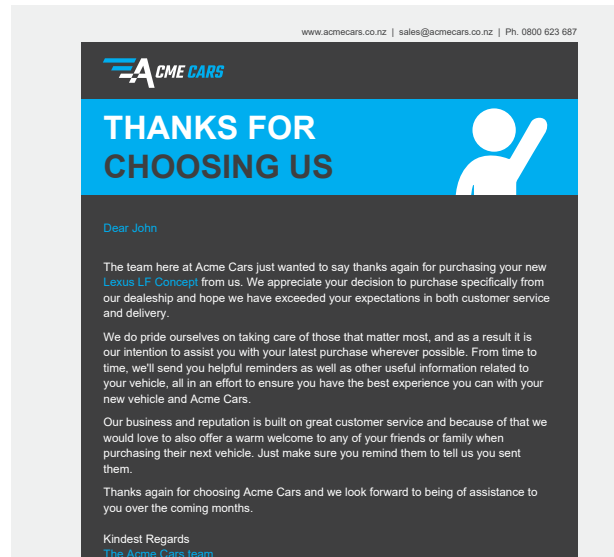 www.acmecars.co.nz | sales@acmecars.co.nz | Ph. 0800 623 687
ACME CARS
THANKS FOR
CHOOSING US
Dear John
The team here at Acme Cars just wanted to say thanks again for purchasing your new
Lexus LF Concept from us. We appreciate your decision to purchase specifically from
our dealeship and hope we have exceeded your expectations in both customer service
and delivery.
We do pride ourselves on taking care of those that matter most, and as a result it is
our intention to assist you with your latest purchase wherever possible. From time to
time, we'll send you helpful reminders as well as other useful information related to
your vehicle, all in an effort to ensure you have the best experience you can with your
new vehicle and Acme Cars.
Our business and reputation is built on great customer service and because of that we
would love to also offer a warm welcome to any of your friends or family when
purchasing their next vehicle. Just make sure you remind them to tell us you sent
them.
Thanks again for choosing Acme Cars and we look forward to being of assistance to
you over the coming months.
Kindest Regards
The Acme Cars team